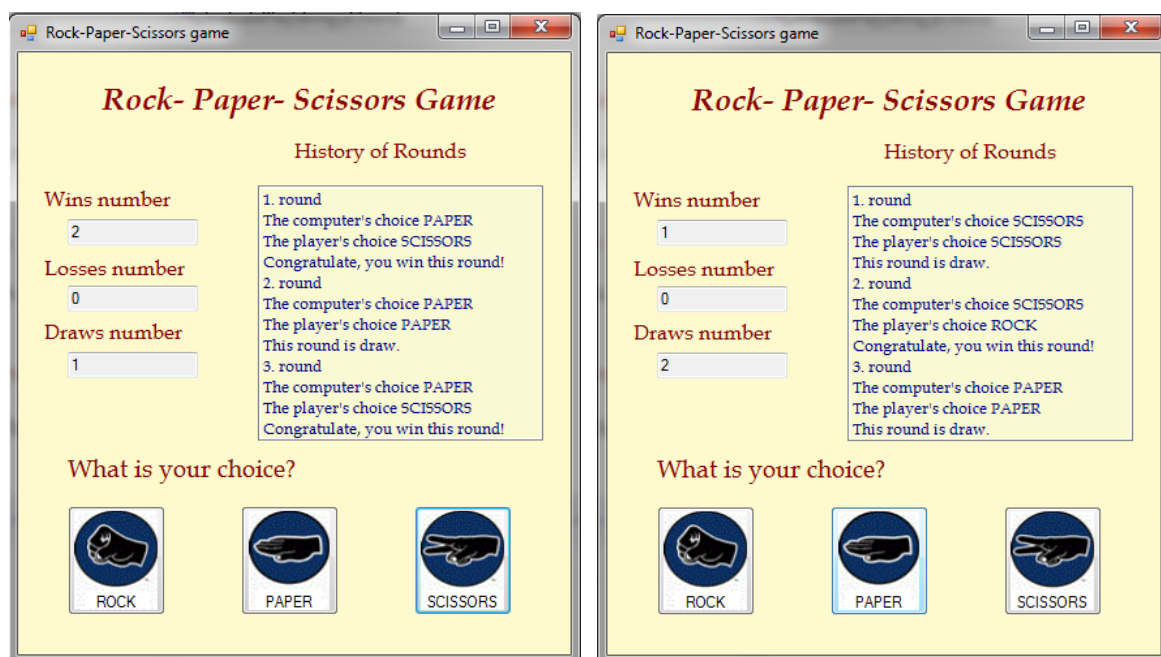 Rock-Paper-Scissors game
Rock- Paper- Scissors Game
History of Rounds
Wins number
2
Losses number
0
Draws number
1
1. round
The computer's choice PAPER
The player's choice SCISSORS
Congratulate, you win this round!
2. round
The computer's choice PAPER
The player's choice PAPER
This round is draw.
3. round
The computer's choice PAPER
The player's choice SCISSORS
Congratulate, you win this round!
What is your choice?
ROCK
PAPER
SCISSORS
Rock-Paper-Scissors game
Rock- Paper- Scissors Game
History of Rounds
Wins number
1
Losses number
0
Draws number
2
1. round
The computer's choice SCISSORS
The player's choice SCISSORS
This round is draw.
2. round
The computer's choice SCISSORS
The player's choice ROCK
Congratulate, you win this round!
3. round
The computer's choice PAPER
The player's choice PAPER
This round is draw.
What is your choice?
ROCK
PAPER
SCISSORS